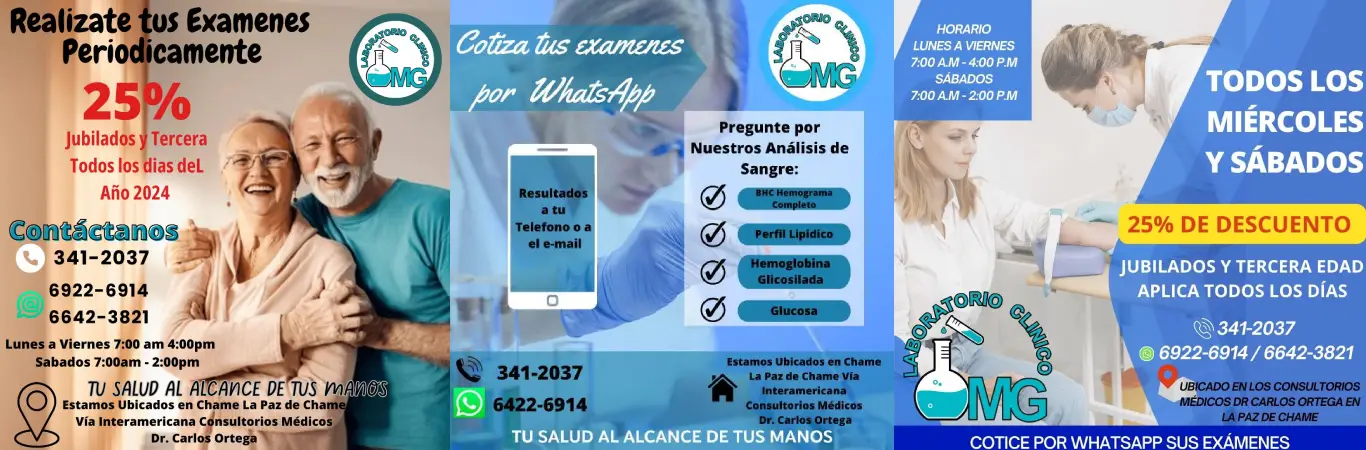 Realizate tus Examenes
Periodicamente
LABORATORIO CLINICO
OMG
25%
Jubilados y Tercera
Todos los dias deL
Año 2024
Contáctanos
341-2037
6922-6914
6642-3821
Lunes a Viernes 7:00 am 4:00pm
Sabados 7:00am - 2:00pm
TU SALUD AL ALCANCE DE TUS MANOS
Estamos Ubicados en Chame La Paz de Chame
Vía Interamericana Consultorios Médicos
Dr. Carlos Ortega
Cotiza tus examenes
por WhatsApp
LABORATORIO CLINICO
OMG
Resultados
a tu
Telefono o a
el e-mail
Pregunte por
Nuestros Análisis de
Sangre:
BHC Hemograma
Completo
Perfil Lipídico
Hemoglobina
Glicosilada
Glucosa
341-2037
6422-6914
Estamos Ubicados en Chame
La Paz de Chame Vía
Interamericana
Consultorios Médicos
Dr. Carlos Ortega
TU SALUD AL ALCANCE DE TUS MANOS
HORARIO
LUNES A VIERNES
7:00 A.M - 4:00 P.M
SÁBADOS
7:00 A.M - 2:00 P.M
TODOS LOS
MIÉRCOLES
Y SÁBADOS
25% DE DESCUENTO
JUBILADOS Y TERCERA EDAD
APLICA TODOS LOS DÍAS
LABORATORIO CLINICO
OMG
341-2037
6922-6914 / 6642-3821
UBICADO EN LOS CONSULTORIOS
MÉDICOS DR CARLOS ORTEGA EN
LA PAZ DE CHAME
COTICE POR WHATSAPP SUS EXÁMENES